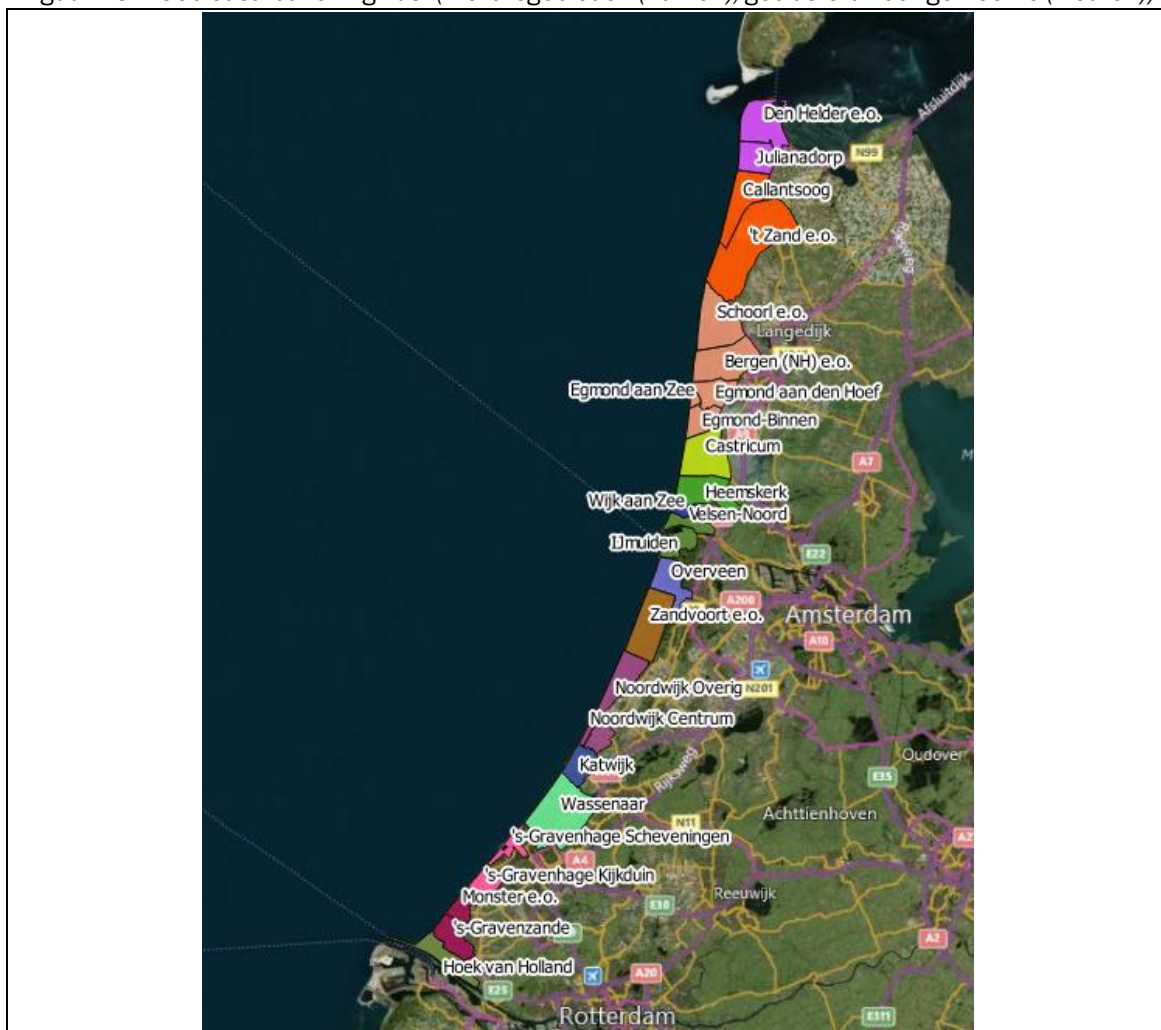 Den Helder e.o.
Afsluitdijk
Julianadorp
N99
Callantsoog
't Zand e.o.
Rijksweg
Schoorl e.o.
Langedijk
Bergen (NH) e.o.
Egmond aan Zee
Egmond aan den Hoef
Egmond-Binnen
Castricum
A7
Heemskerk
Wijk aan Zee
Velsen-Noord
IJmuiden
E22
Overveen
A200
Zandvoort e.o.
Amsterdam
A10
Noordwijk Overig
N201
Noordwijk Centrum
Oudover
Katwijk
Rijksweg
E35
Wassenaar
Achttienhoven
N11
's-Gravenhage Scheveningen
A4
's-Gravenhage Kijkduin
Monster e.o.
Reeuwijk
E30
's-Gravenzande
A2
Hoek van Holland
A20
E25
Rotterdam
E311